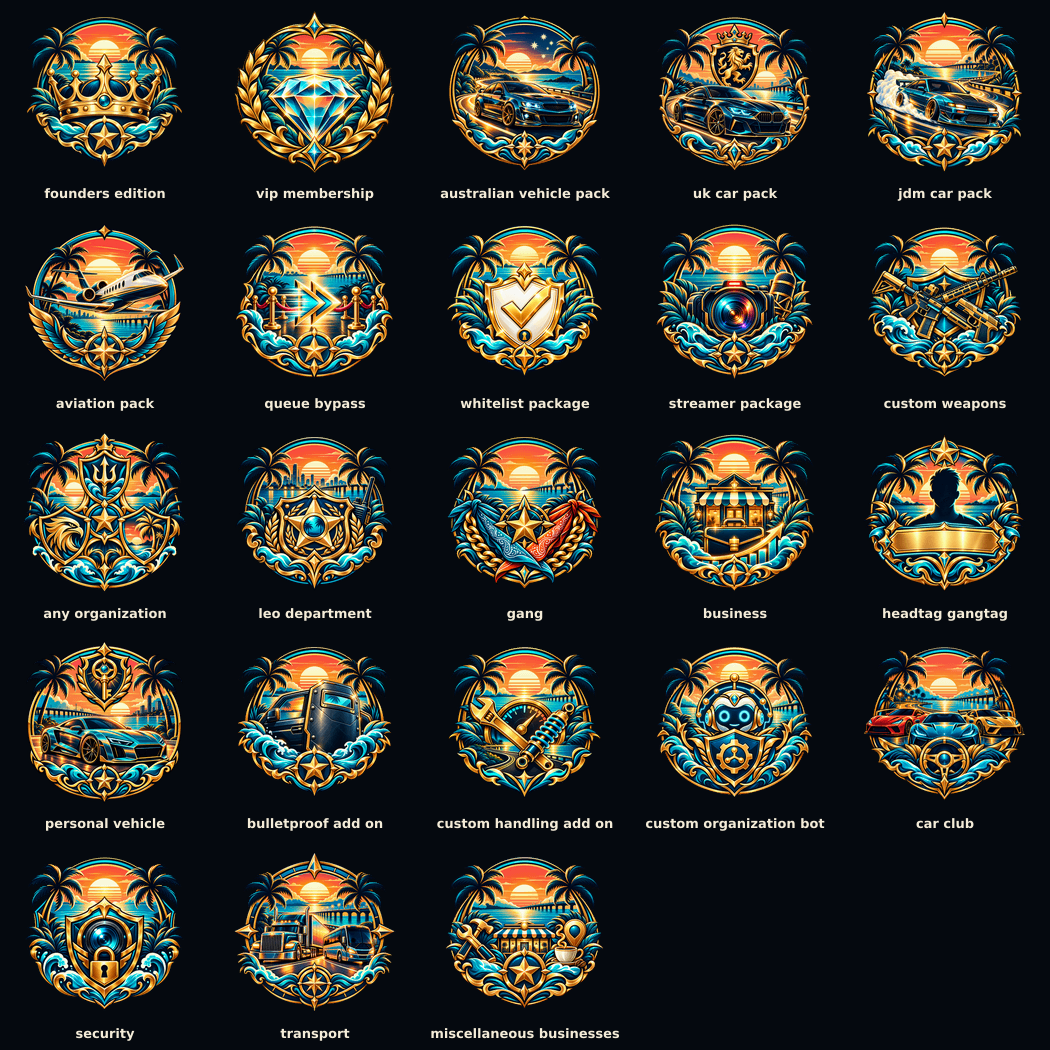 founders edition
vip membership
australian vehicle pack
uk car pack
jdm car pack
aviation pack
queue bypass
whitelist package
streamer package
custom weapons
any organization
leo department
gang
business
headtag gangtag
personal vehicle
bulletproof add on
custom handling add on
custom organization bot
car club
security
transport
miscellaneous businesses